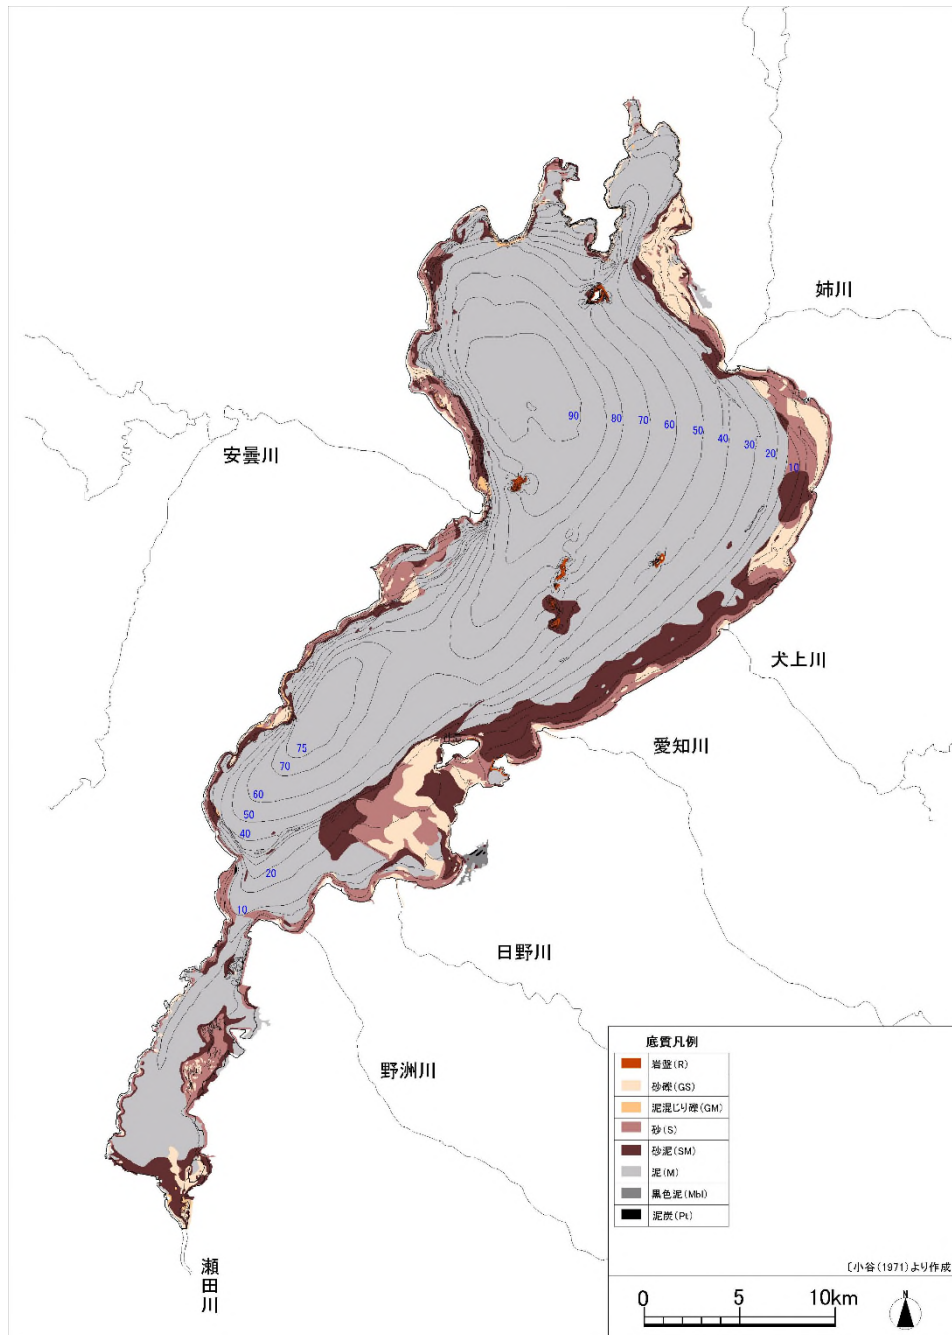 姉川
安曇川
90
80
70
60
50
40
30
20
10
犬上川
愛知川
75
70
60
50
40
20
10
日野川
野洲川
瀬田川
底質凡例
岩盤(R)
砂礫(GS)
泥混じり礫(GM)
砂(S)
砂泥(SM)
泥(M)
黒色泥(Mbl)
泥炭(Pt)
〔小谷(1971)より作成
0 5 10km
N